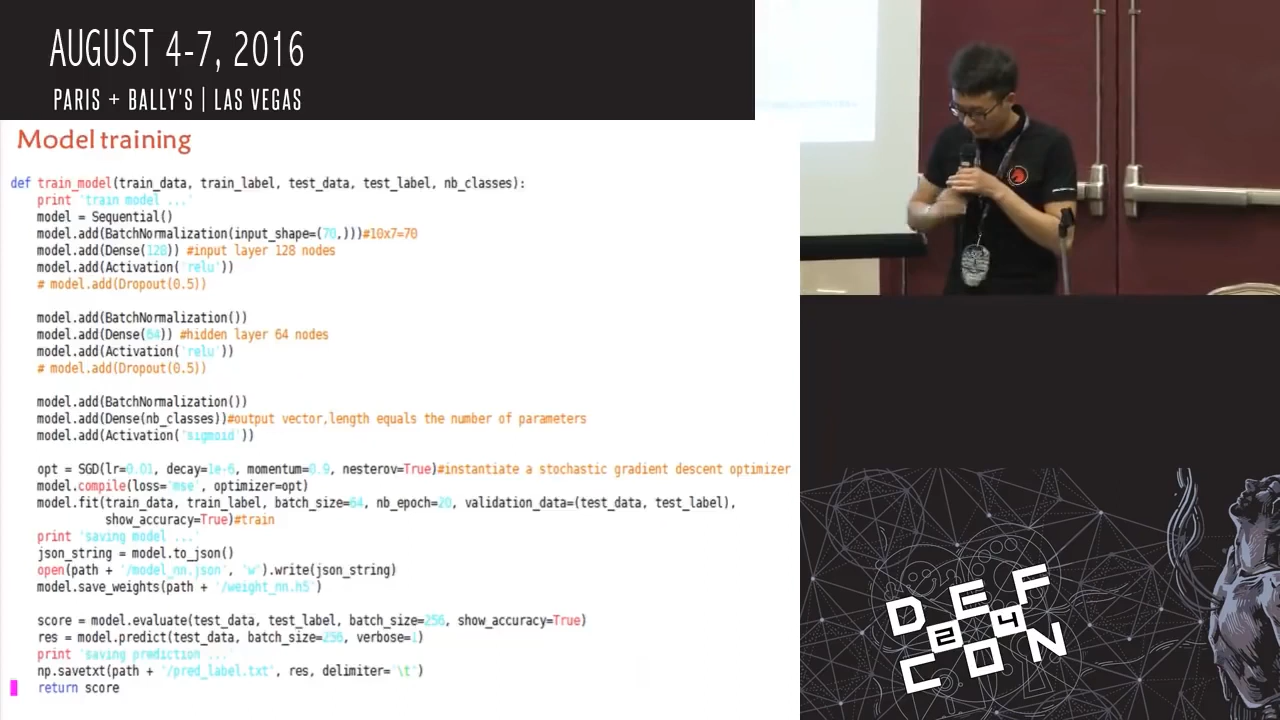 AUGUST 4-7, 2016
PARIS + BALLY'S | LAS VEGAS
Model training
def train_model(train_data, train_label, test_data, test_label, nb_classes):
print 'train model ...'
model = Sequential()
model.add(BatchNormalization(input_shape=(70,)))#10x7=70
model.add(Dense(128)) #input layer 128 nodes
model.add(Activation('relu'))
# model.add(Dropout(0.5))
model.add(BatchNormalization())
model.add(Dense(64)) #hidden layer 64 nodes
model.add(Activation('relu'))
# model.add(Dropout(0.5))
model.add(BatchNormalization())
model.add(Dense(nb_classes))#output vector,length equals the number of parameters
model.add(Activation('sigmoid'))
opt = SGD(lr=0.01, decay=1e-6, momentum=0.9, nesterov=True)#instantiate a stochastic gradient descent optimizer
model.compile(loss='mse', optimizer=opt)
model.fit(train_data, train_label, batch_size=64, nb_epoch=20, validation_data=(test_data, test_label),
show_accuracy=True)#train
print 'saving model ...'
json_string = model.to_json()
open(path + '/model_nn.json', 'w').write(json_string)
model.save_weights(path + '/weight_nn.h5')
score = model.evaluate(test_data, test_label, batch_size=256, show_accuracy=True)
res = model.predict(test_data, batch_size=256, verbose=1)
print 'saving prediction ...'
np.savetxt(path + '/pred_label.txt', res, delimiter='\t')
return score
DEF
24
CON